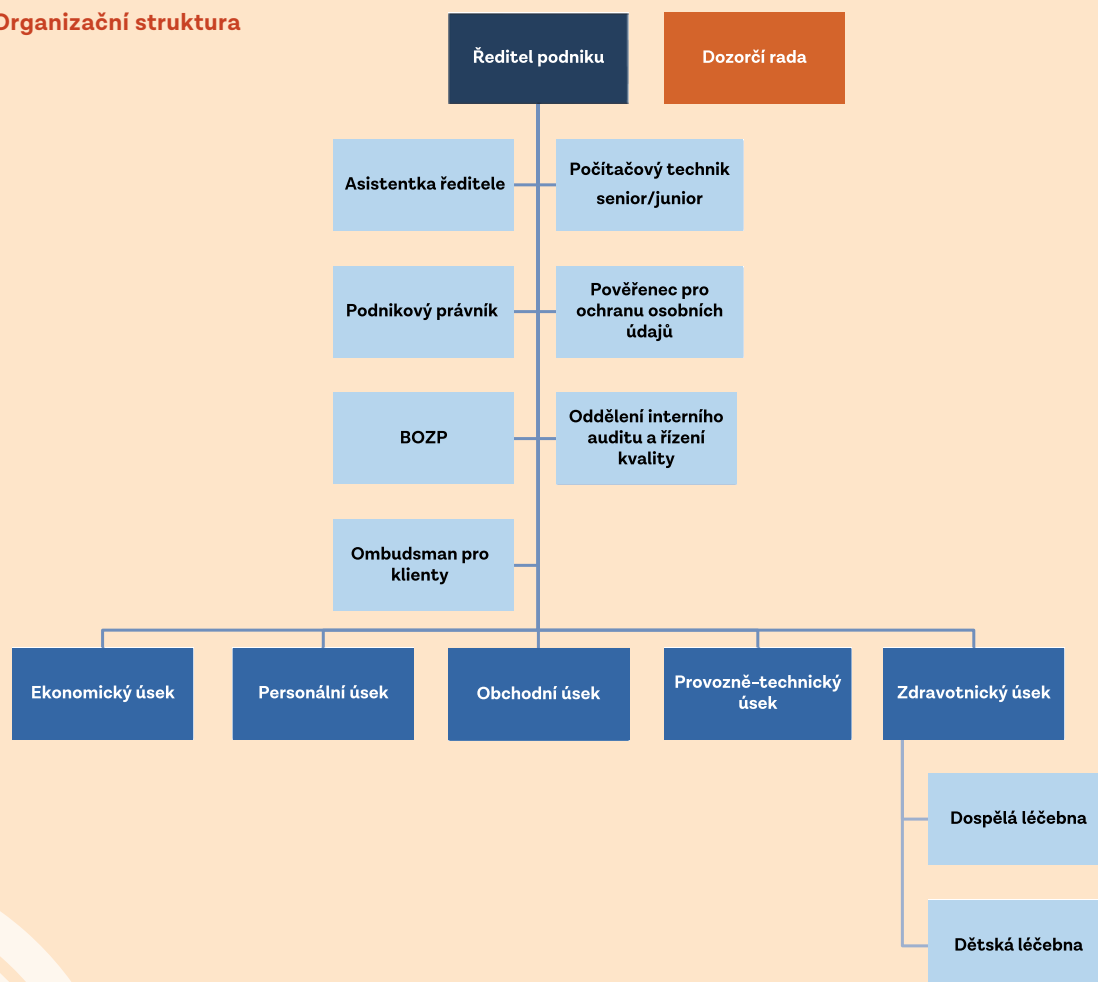 Organizační struktura
Ředitel podniku
Dozorčí rada
Asistentka ředitele
Počítačový technik
senior/junior
Podnikový právník
Pověřenec pro
ochranu osobních
údajů
BOZP
Oddělení interního
auditu a řízení
kvality
Ombudsman pro
klienty
Ekonomický úsek
Personální úsek
Obchodní úsek
Provozně-technický
úsek
Zdravotnický úsek
Dospělá léčebna
Dětská léčebna